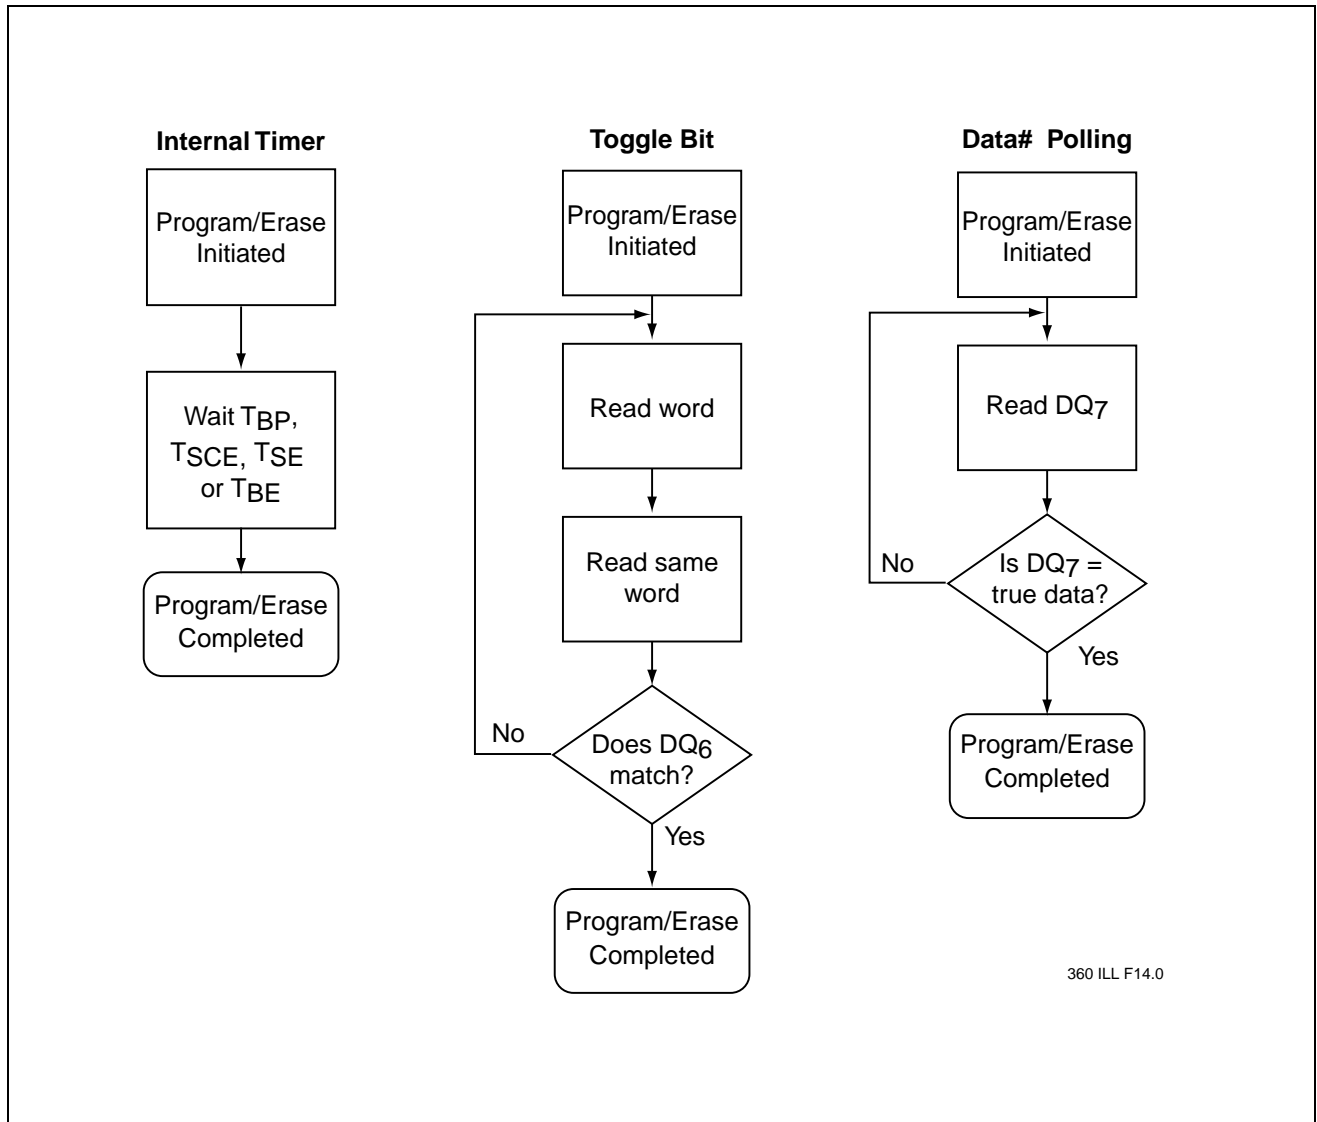 Internal Timer
Program/Erase
Initiated
Wait TBP,
TSCE, TSE
or TBE
Program/Erase
Completed
Toggle Bit
Program/Erase
Initiated
Read word
Read same
word
Does DQ6
match?
No
Yes
Program/Erase
Completed
Data# Polling
Program/Erase
Initiated
Read DQ7
Is DQ7 =
true data?
No
Yes
Program/Erase
Completed
360 ILL F14.0